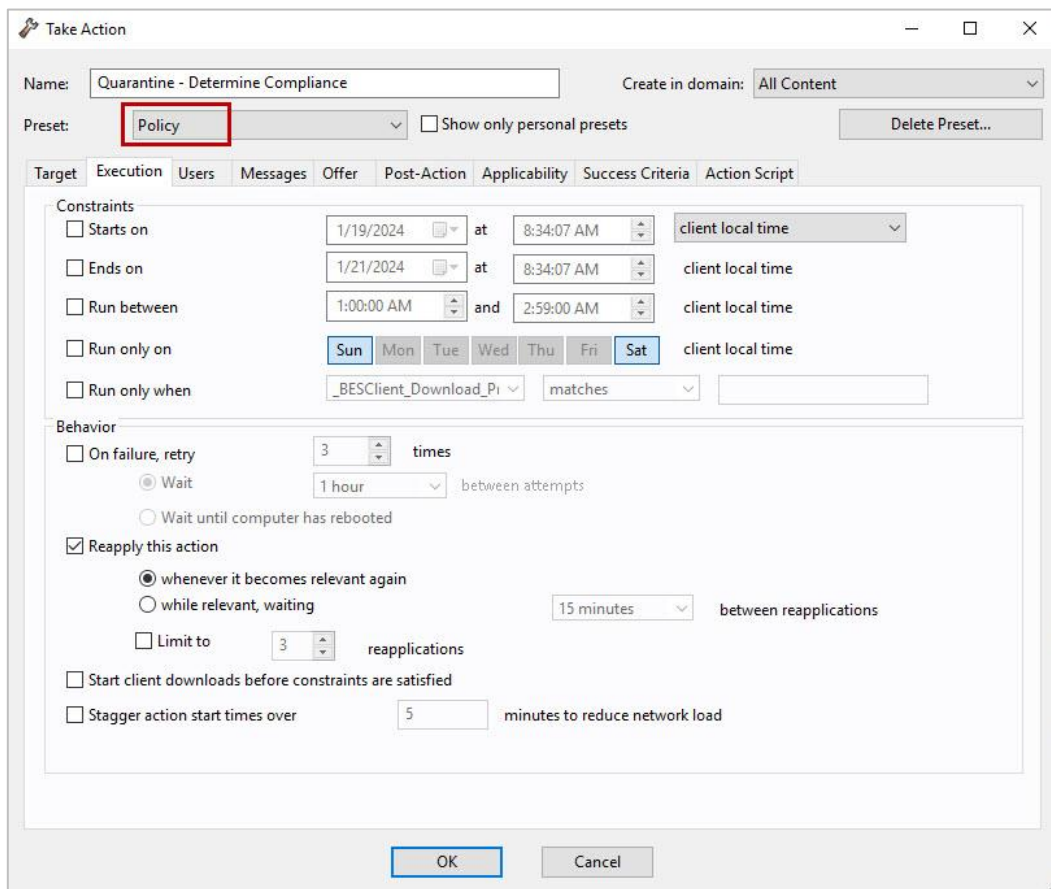 Take Action
Name: Quarantine - Determine Compliance Create in domain: All Content
Preset: Policy Show only personal presets Delete Preset...
Target Execution Users Messages Offer Post-Action Applicability Success Criteria Action Script
Constraints
Starts on 1/19/2024 at 8:34:07 AM client local time
Ends on 1/21/2024 at 8:34:07 AM client local time
Run between 1:00:00 AM and 2:59:00 AM client local time
Run only on Sun Mon Tue Wed Thu Fri Sat client local time
Run only when _BESClient_Download_ matches
Behavior
On failure, retry 3 times
Wait 1 hour between attempts
Wait until computer has rebooted
Reapply this action
whenever it becomes relevant again
while relevant, waiting 15 minutes between reapplications
Limit to 3 reapplications
Start client downloads before constraints are satisfied
Stagger action start times over 5 minutes to reduce network load
OK Cancel